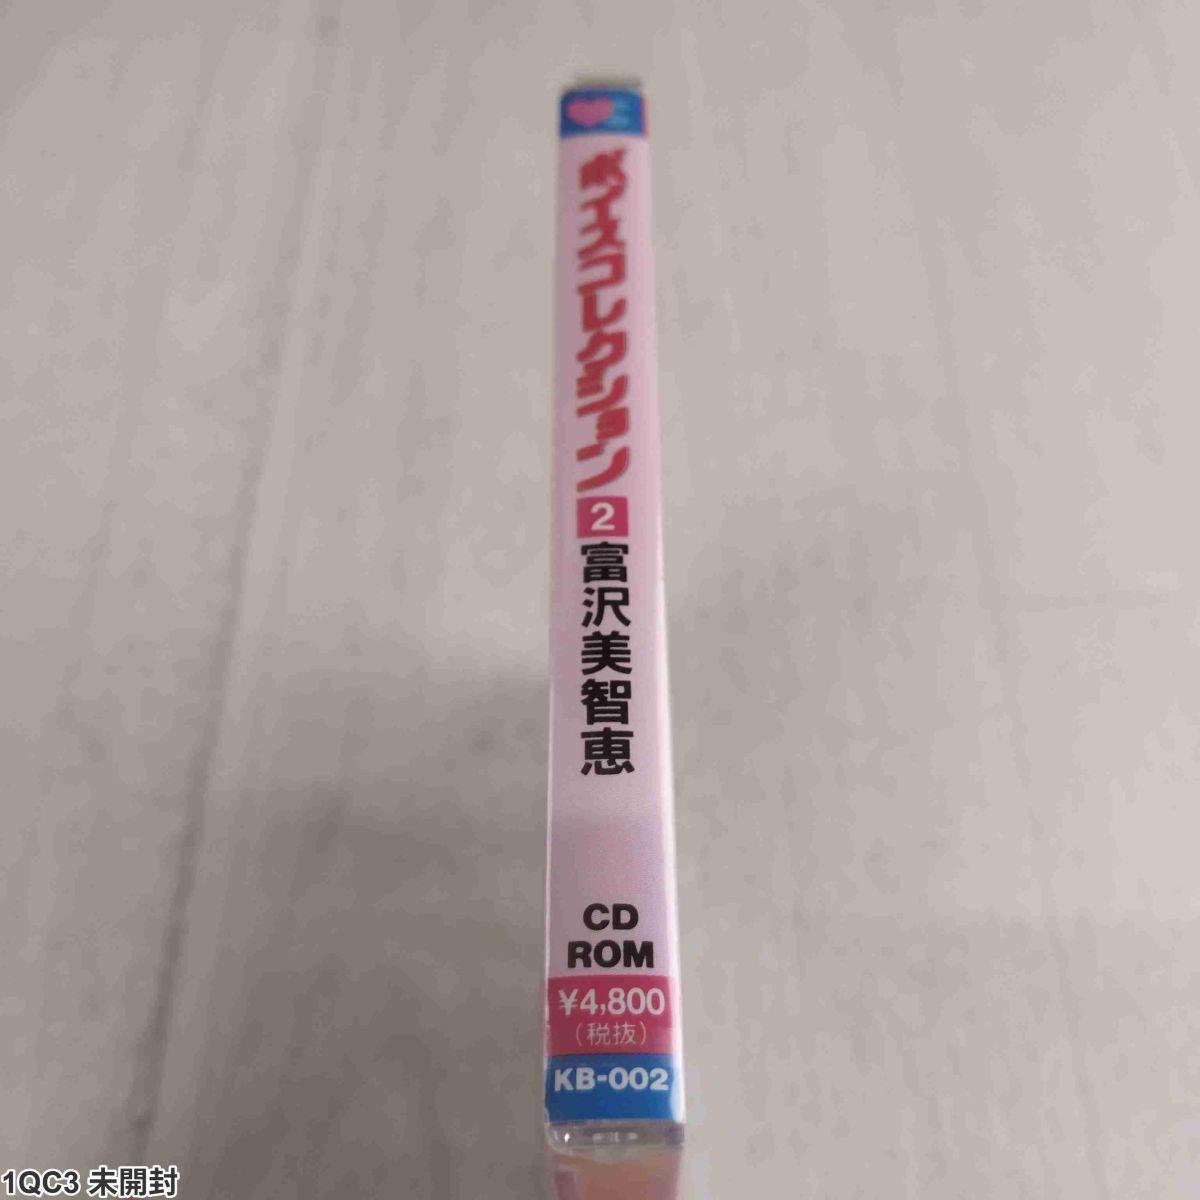 ボイスコレクション
2
富沢美智恵
CD
ROM
¥4,800
(税抜)
KB-002
1QC3 未開封